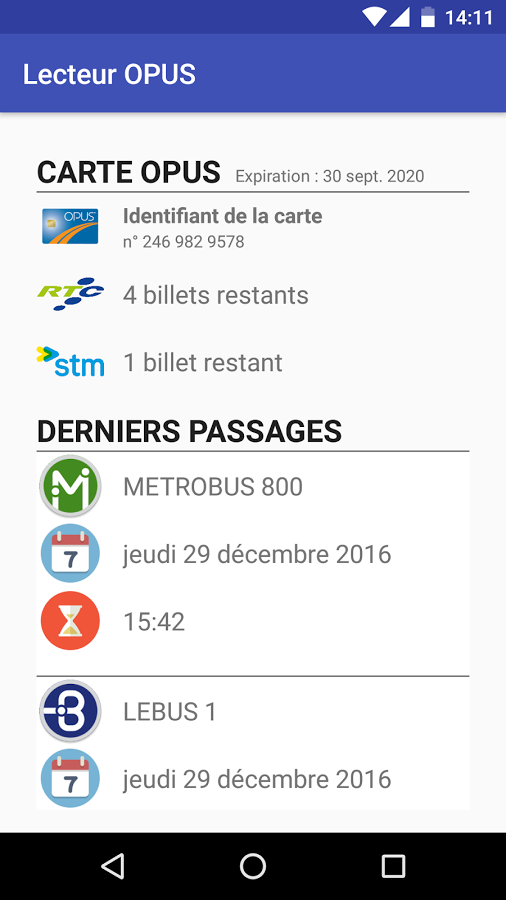 14:11
Lecteur OPUS
CARTE OPUS Expiration : 30 sept. 2020
OPUS Identifiant de la carte
n° 246 982 9578
RTC 4 billets restants
stm 1 billet restant
DERNIERS PASSAGES
METROBUS 800
7 jeudi 29 décembre 2016
15:42
B LEBUS 1
7 jeudi 29 décembre 2016